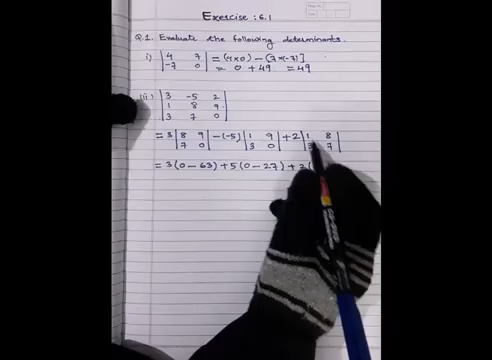 Exercise : 6.1
Q.1. Evaluate the following determinants.
i) | 4 7 | = (4×0) − [7×(-7)]
| -7 0 | = 0 + 49 = 49
(ii) | 3 -5 2 |
| 1 8 9 |
| 3 7 0 |
= 3 | 8 9 | − (-5) | 1 9 | + 2 | 1 8 |
| 7 0 | | 3 0 | | 3 7 |
= 3(0 − 63) + 5(0 − 27) + 2(